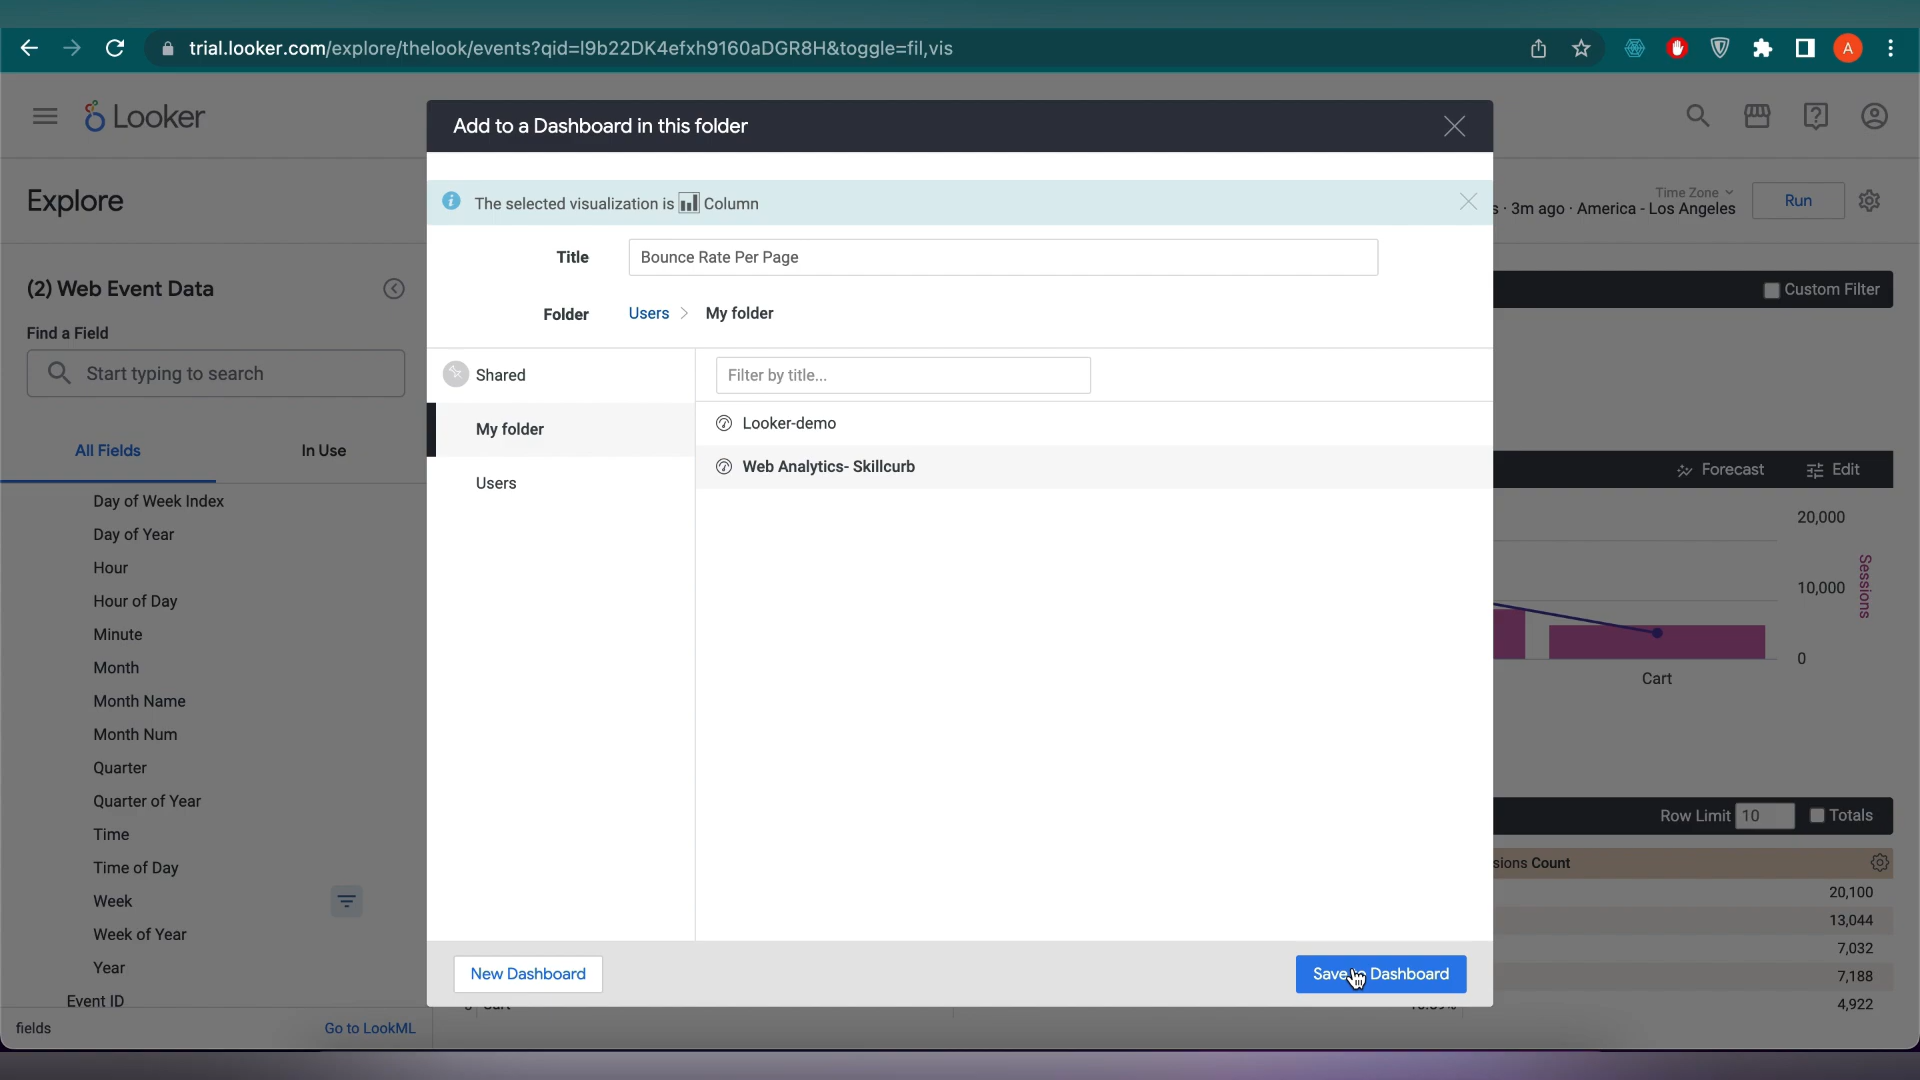 trial.looker.com/explore/thelook/events?qid=I9b22DK4efxh9160aDGR8H&toggle=fil,vis
A
Looker
Add to a Dashboard in this folder
Explore
The selected visualization is Column
Time Zone
s · 3m ago · America - Los Angeles
Run
Title
Bounce Rate Per Page
(2) Web Event Data
Custom Filter
Folder
Users > My folder
Find a Field
Start typing to search
Shared
Filter by title...
My folder
Looker-demo
All Fields
In Use
Web Analytics- Skillcurb
Forecast
Edit
Users
Day of Week Index
Day of Year
Hour
Hour of Day
Minute
Month
Month Name
Month Num
Quarter
Quarter of Year
Time
Time of Day
Week
Week of Year
Year
Event ID
20,000
10,000
0
Sessions
Cart
Row Limit 10
Totals
sions Count
20,100
13,044
7,032
7,188
4,922
New Dashboard
Save Dashboard
fields
Go to LookML